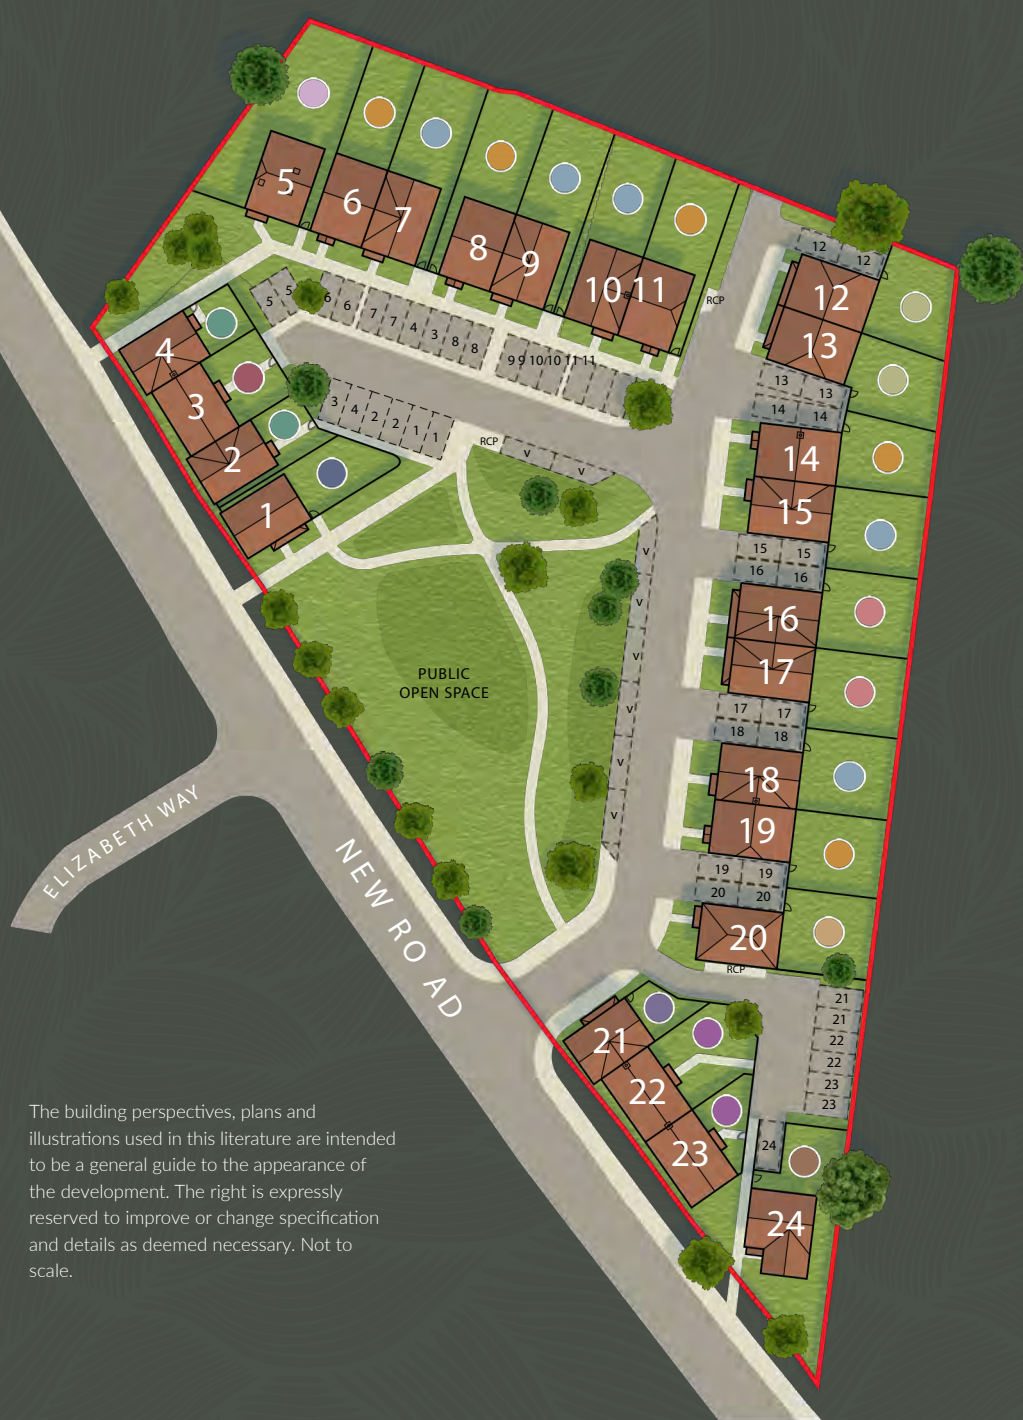 5
6
7
8
9
10
11
12
12
12
RCP
13
4
3
2
1
5
5
6
6
7
7
4
3
8
8
9 9 10 10 11 11
13
13
14
14
3
4
2
2
1
1
RCP
v
v
14
15
15
15
16
16
v
v
v
v
v
v
16
17
17
17
18
18
PUBLIC
OPEN SPACE
18
19
19
19
20
20
20
RCP
ELIZABETH WAY
NEW RO AD
21
22
23
21
21
22
22
23
23
24
24
The building perspectives, plans and
illustrations used in this literature are intended
to be a general guide to the appearance of
the development. The right is expressly
reserved to improve or change specification
and details as deemed necessary. Not to
scale.